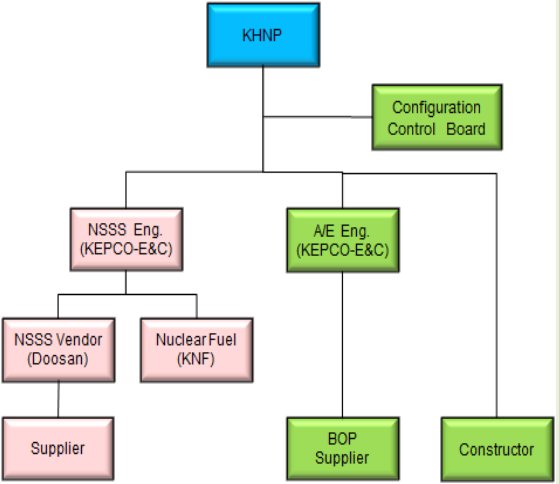 KHNP
Configuration
Control Board
NSSS Eng.
(KEPCO-E&C)
A/E Eng.
(KEPCO-E&C)
NSSS Vendor
(Doosan)
Nuclear Fuel
(KNF)
Supplier
BOP
Supplier
Constructor